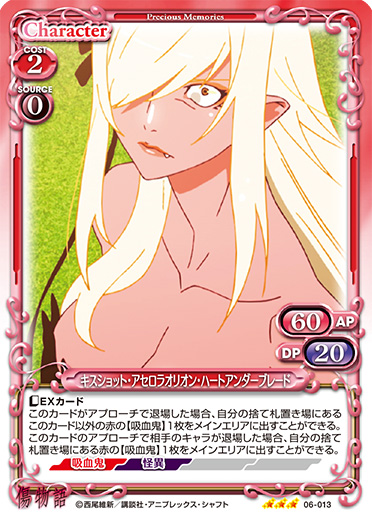 Precious Memories
Character
COST
2
SOURCE
0
60 AP
DP 20
キスショット・アセロラオリオン・ハートアンダーブレード
□EXカード
このカードがアプローチで退場した場合、自分の捨て札置き場にある
このカード以外の赤の【吸血鬼】1枚をメインエリアに出すことができる。
このカードのアプローチで相手のキャラが退場した場合、自分の捨て
札置き場にある赤の【吸血鬼】1枚をメインエリアに出すことができる。
吸血鬼 怪異
傷物語 ©西尾維新／講談社・アニプレックス・シャフト ★★★ 06-013